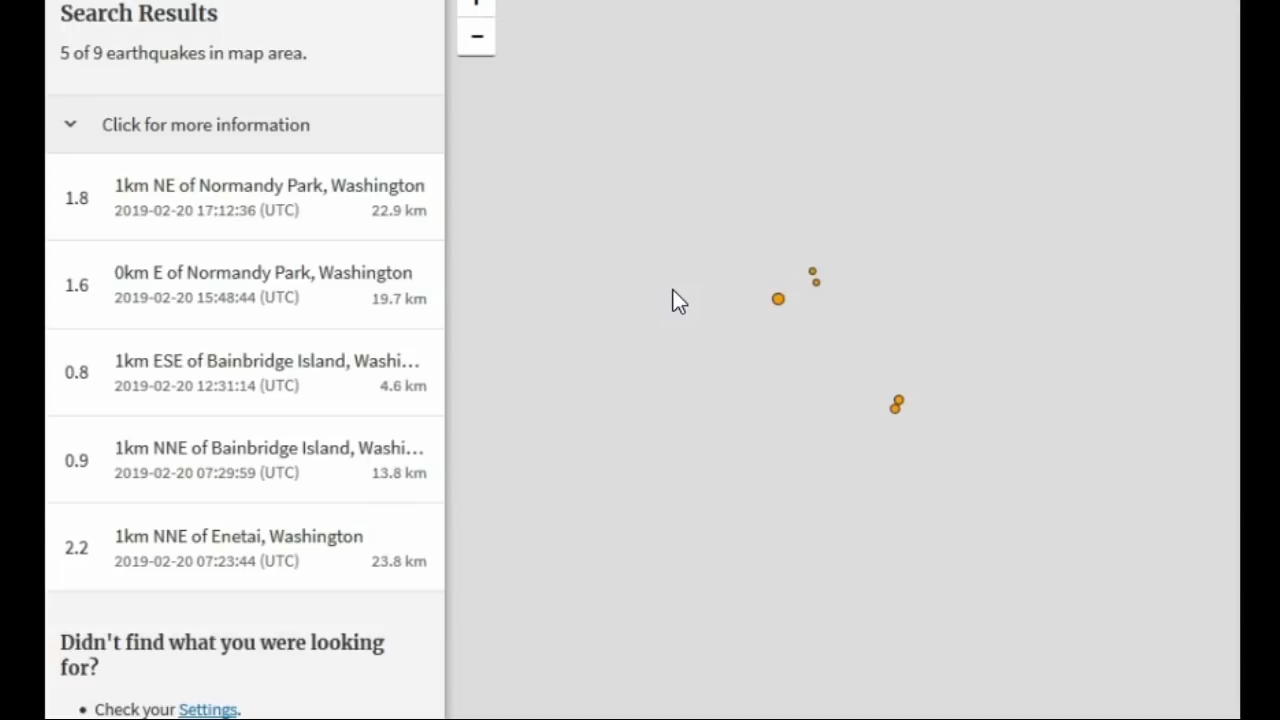 Search Results
5 of 9 earthquakes in map area.
Click for more information
1.8
1km NE of Normandy Park, Washington
2019-02-20 17:12:36 (UTC) 22.9 km
1.6
0km E of Normandy Park, Washington
2019-02-20 15:48:44 (UTC) 19.7 km
0.8
1km ESE of Bainbridge Island, Washi...
2019-02-20 12:31:14 (UTC) 4.6 km
0.9
1km NNE of Bainbridge Island, Washi...
2019-02-20 07:29:59 (UTC) 13.8 km
2.2
1km NNE of Enetai, Washington
2019-02-20 07:23:44 (UTC) 23.8 km
Didn't find what you were looking
for?
• Check your Settings.
+
−